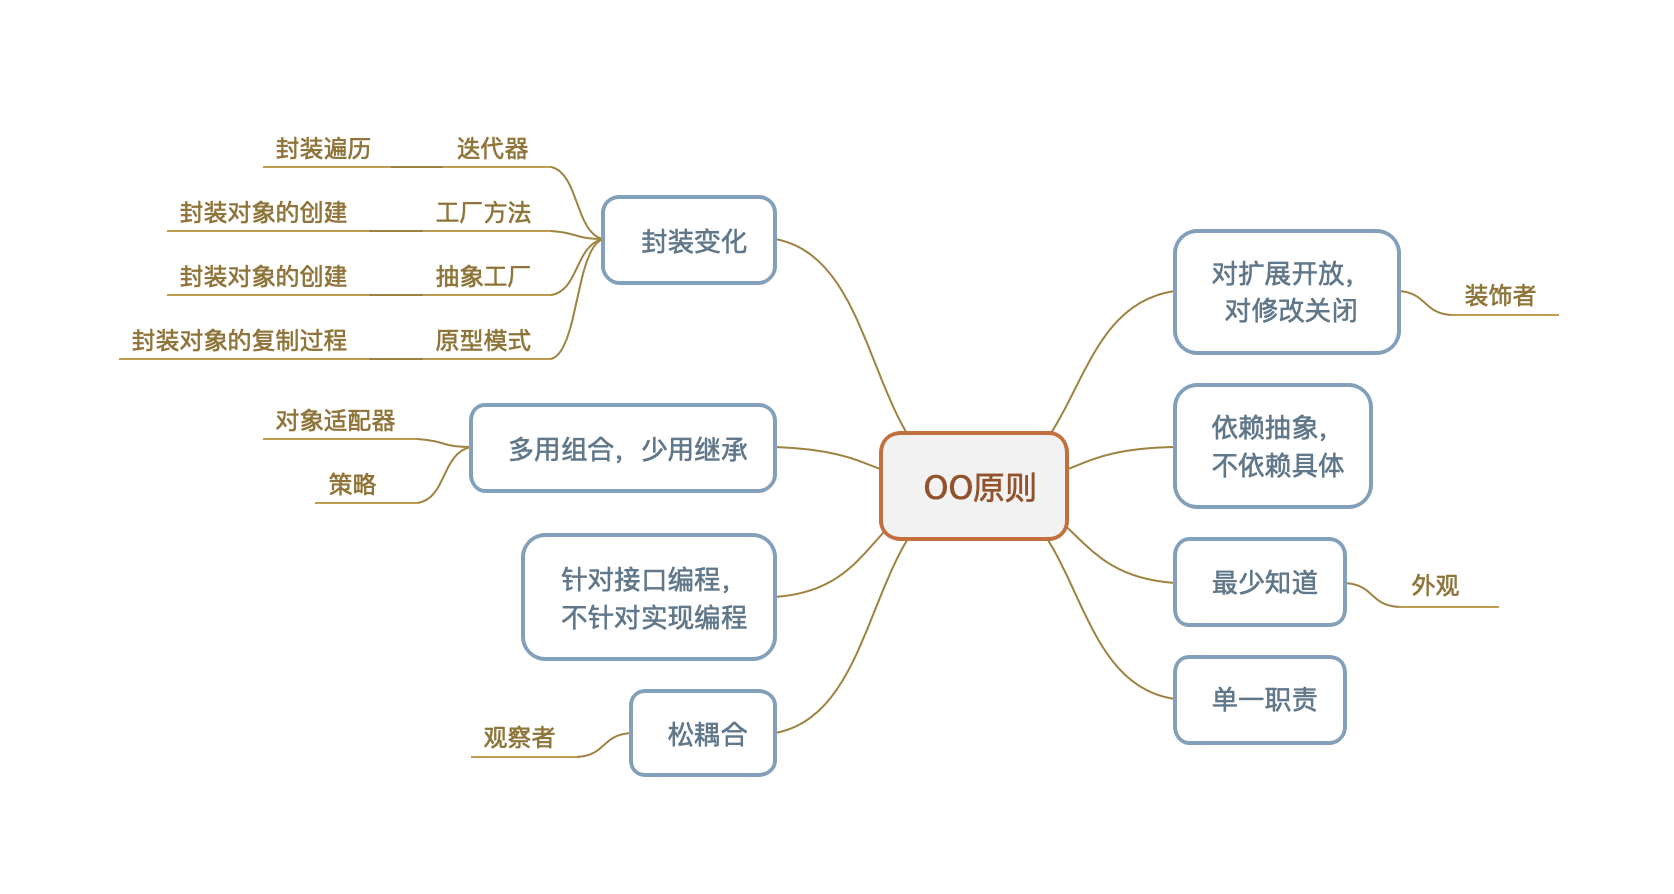 OO原则
封装变化
迭代器
封装遍历
工厂方法
封装对象的创建
抽象工厂
封装对象的创建
原型模式
封装对象的复制过程
多用组合，少用继承
对象适配器
策略
针对接口编程，
不针对实现编程
松耦合
观察者
对扩展开放，
对修改关闭
装饰者
依赖抽象，
不依赖具体
最少知道
外观
单一职责